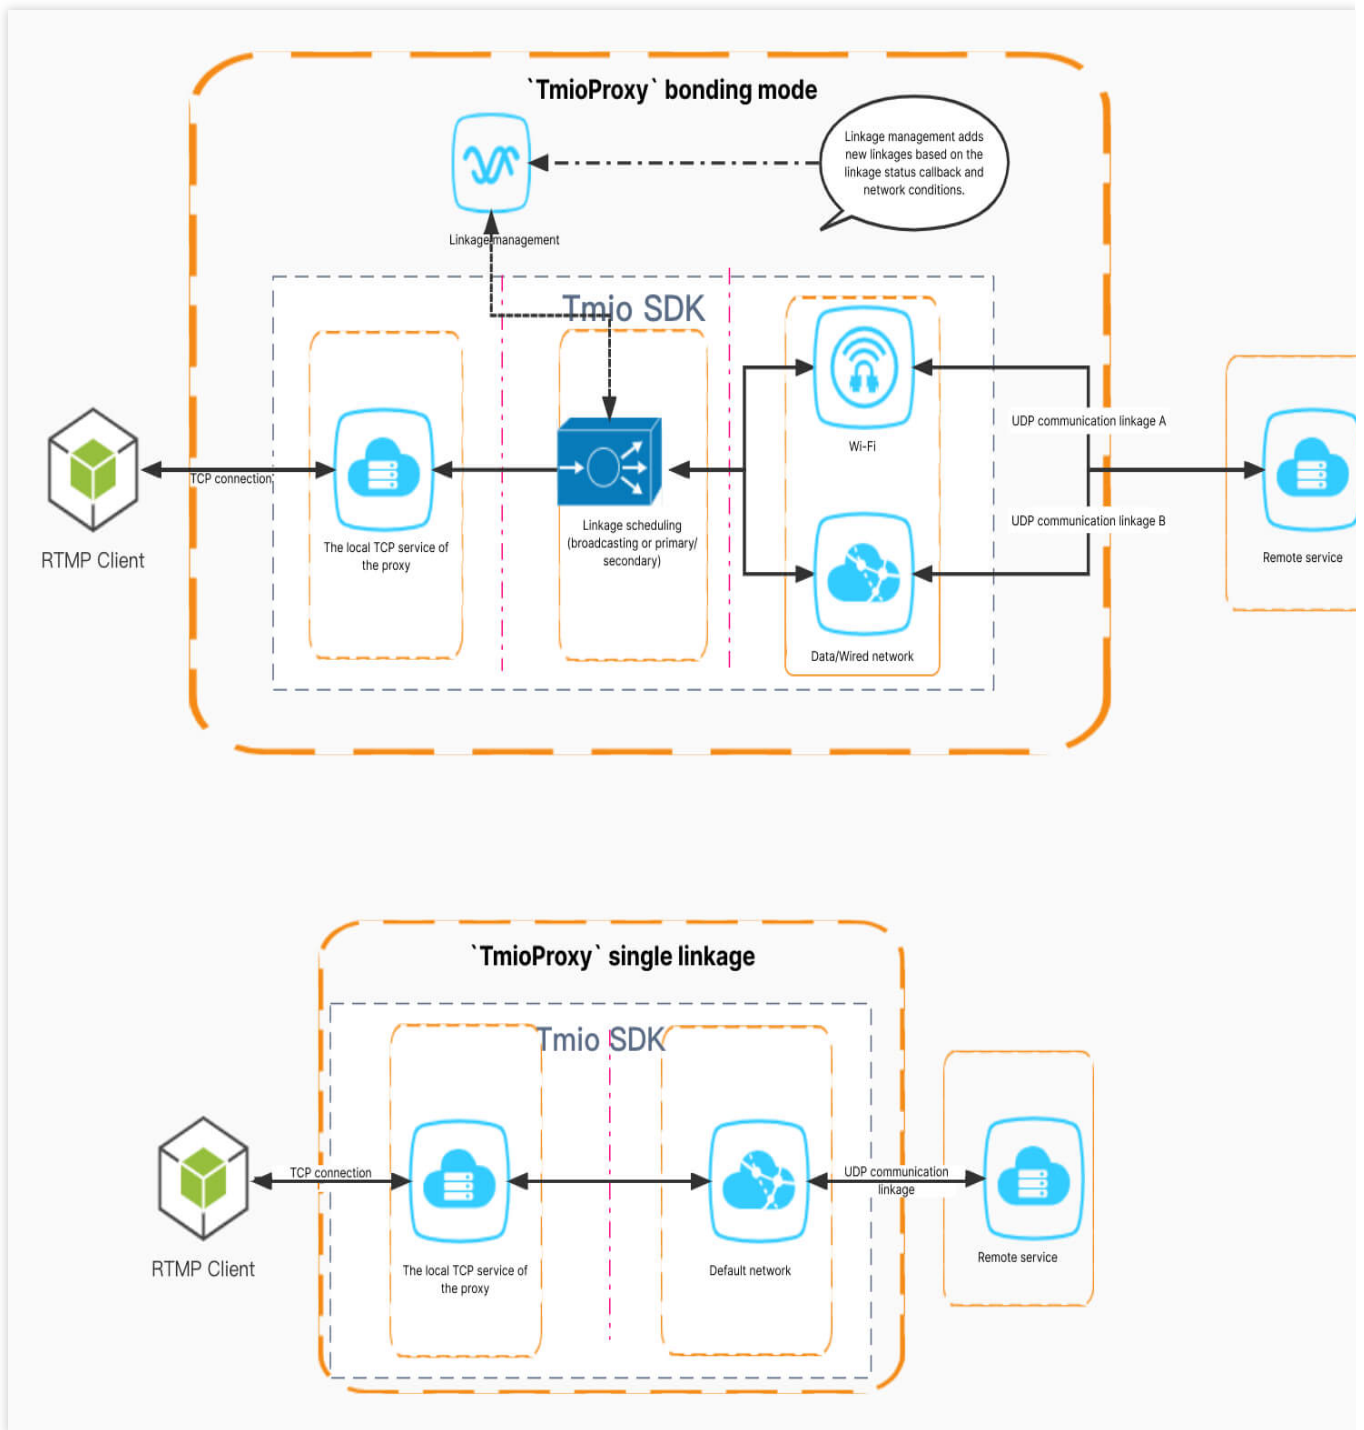 `TmioProxy` bonding mode
Linkage management adds
new linkages based on the
linkage status callback and
network conditions.
Linkage management
Tmio SDK
Wi-Fi
UDP communication linkage A
TCP connection
Linkage scheduling
(broadcasting or primary/
secondary)
UDP communication linkage B
The local TCP service of
the proxy
RTMP Client
Remote service
Data/Wired network
`TmioProxy` single linkage
Tmio SDK
TCP connection
UDP communication
linkage
RTMP Client
The local TCP service of
the proxy
Default network
Remote service